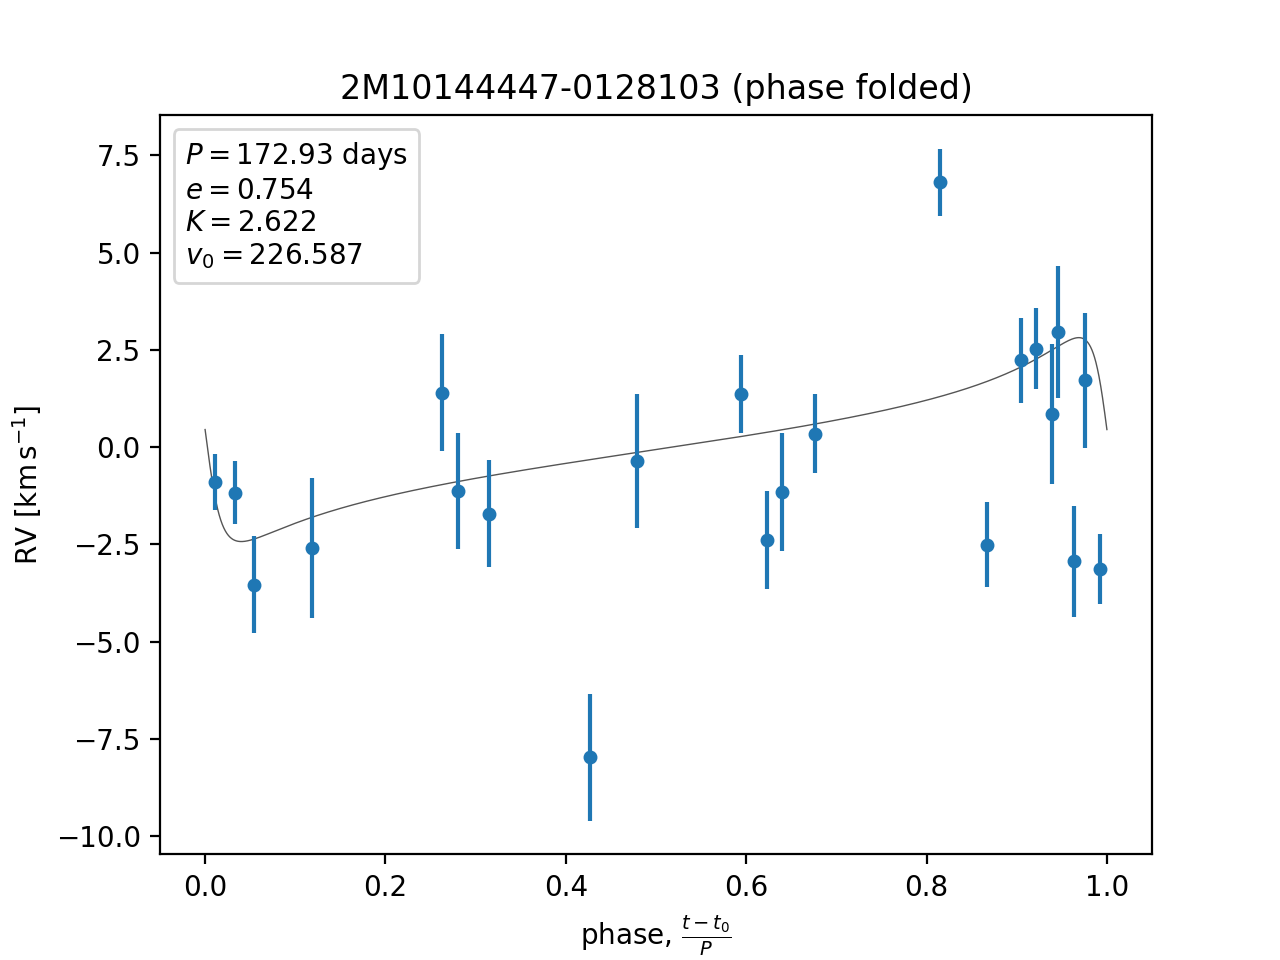 2M10144447-0128103 (phase folded)
P = 172.93 days
e = 0.754
K = 2.622
v₀ = 226.587
RV [km s⁻¹]
7.5
5.0
2.5
0.0
−2.5
−5.0
−7.5
−10.0
0.0 0.2 0.4 0.6 0.8 1.0
phase, (t − t₀)/P